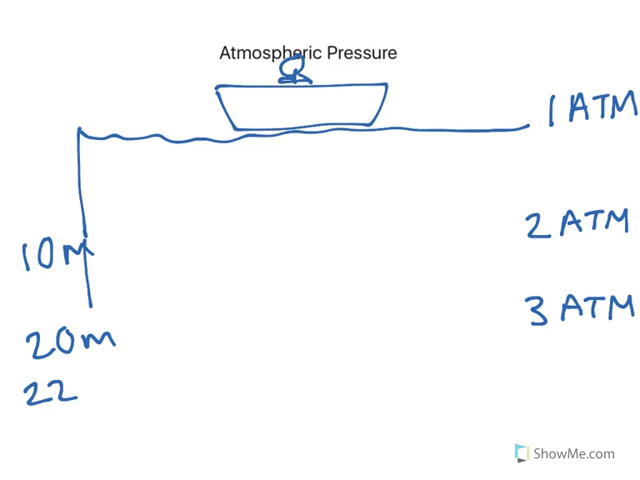 Atmospheric Pressure
1 ATM
10M
2 ATM
20m
3 ATM
22
ShowMe.com